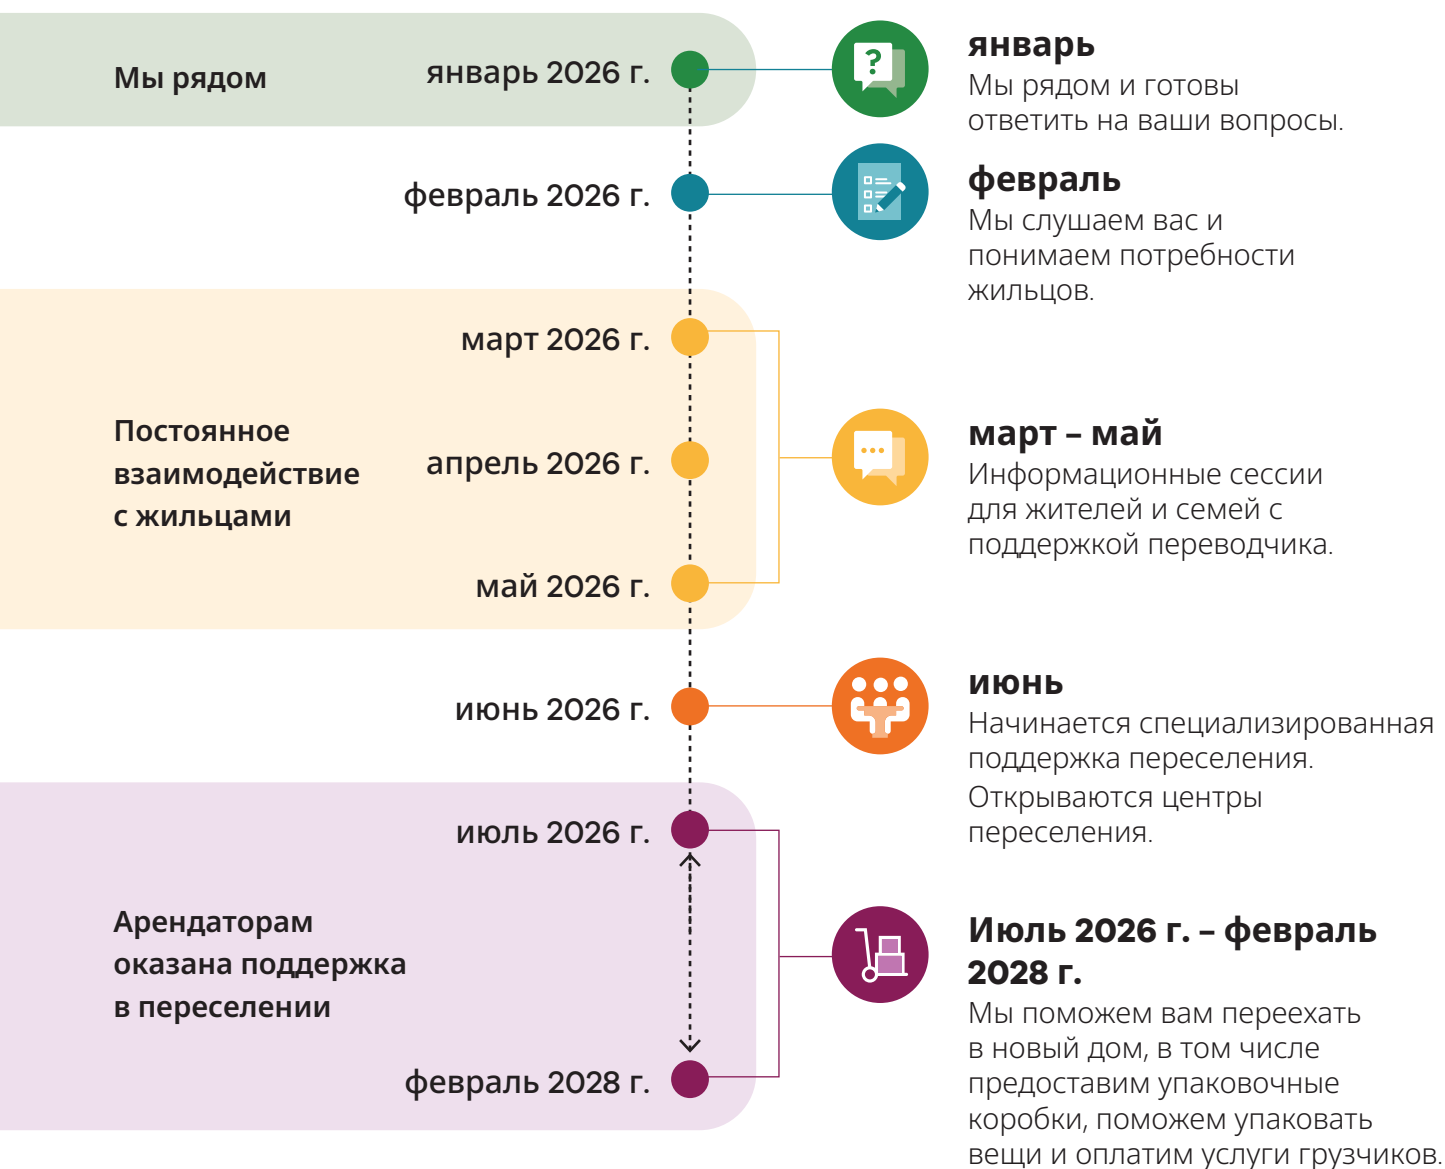 Мы рядом
январь 2026 г.
январь
Мы рядом и готовы
ответить на ваши вопросы.
февраль 2026 г.
февраль
Мы слушаем вас и
понимаем потребности
жильцов.
Постоянное
взаимодействие
с жильцами
март 2026 г.
апрель 2026 г.
май 2026 г.
март – май
Информационные сессии
для жителей и семей с
поддержкой переводчика.
июнь 2026 г.
июнь
Начинается специализированная
поддержка переселения.
Открываются центры
переселения.
Арендаторам
оказана поддержка
в переселении
июль 2026 г.
февраль 2028 г.
Июль 2026 г. – февраль
2028 г.
Мы поможем вам переехать
в новый дом, в том числе
предоставим упаковочные
коробки, поможем упаковать
вещи и оплатим услуги грузчиков.